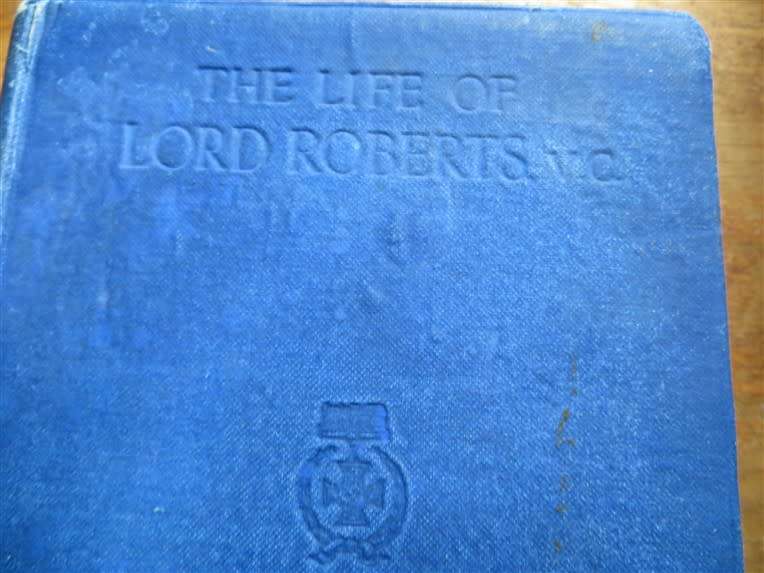 THE LIFE OF
LORD ROBERTS. V.C.